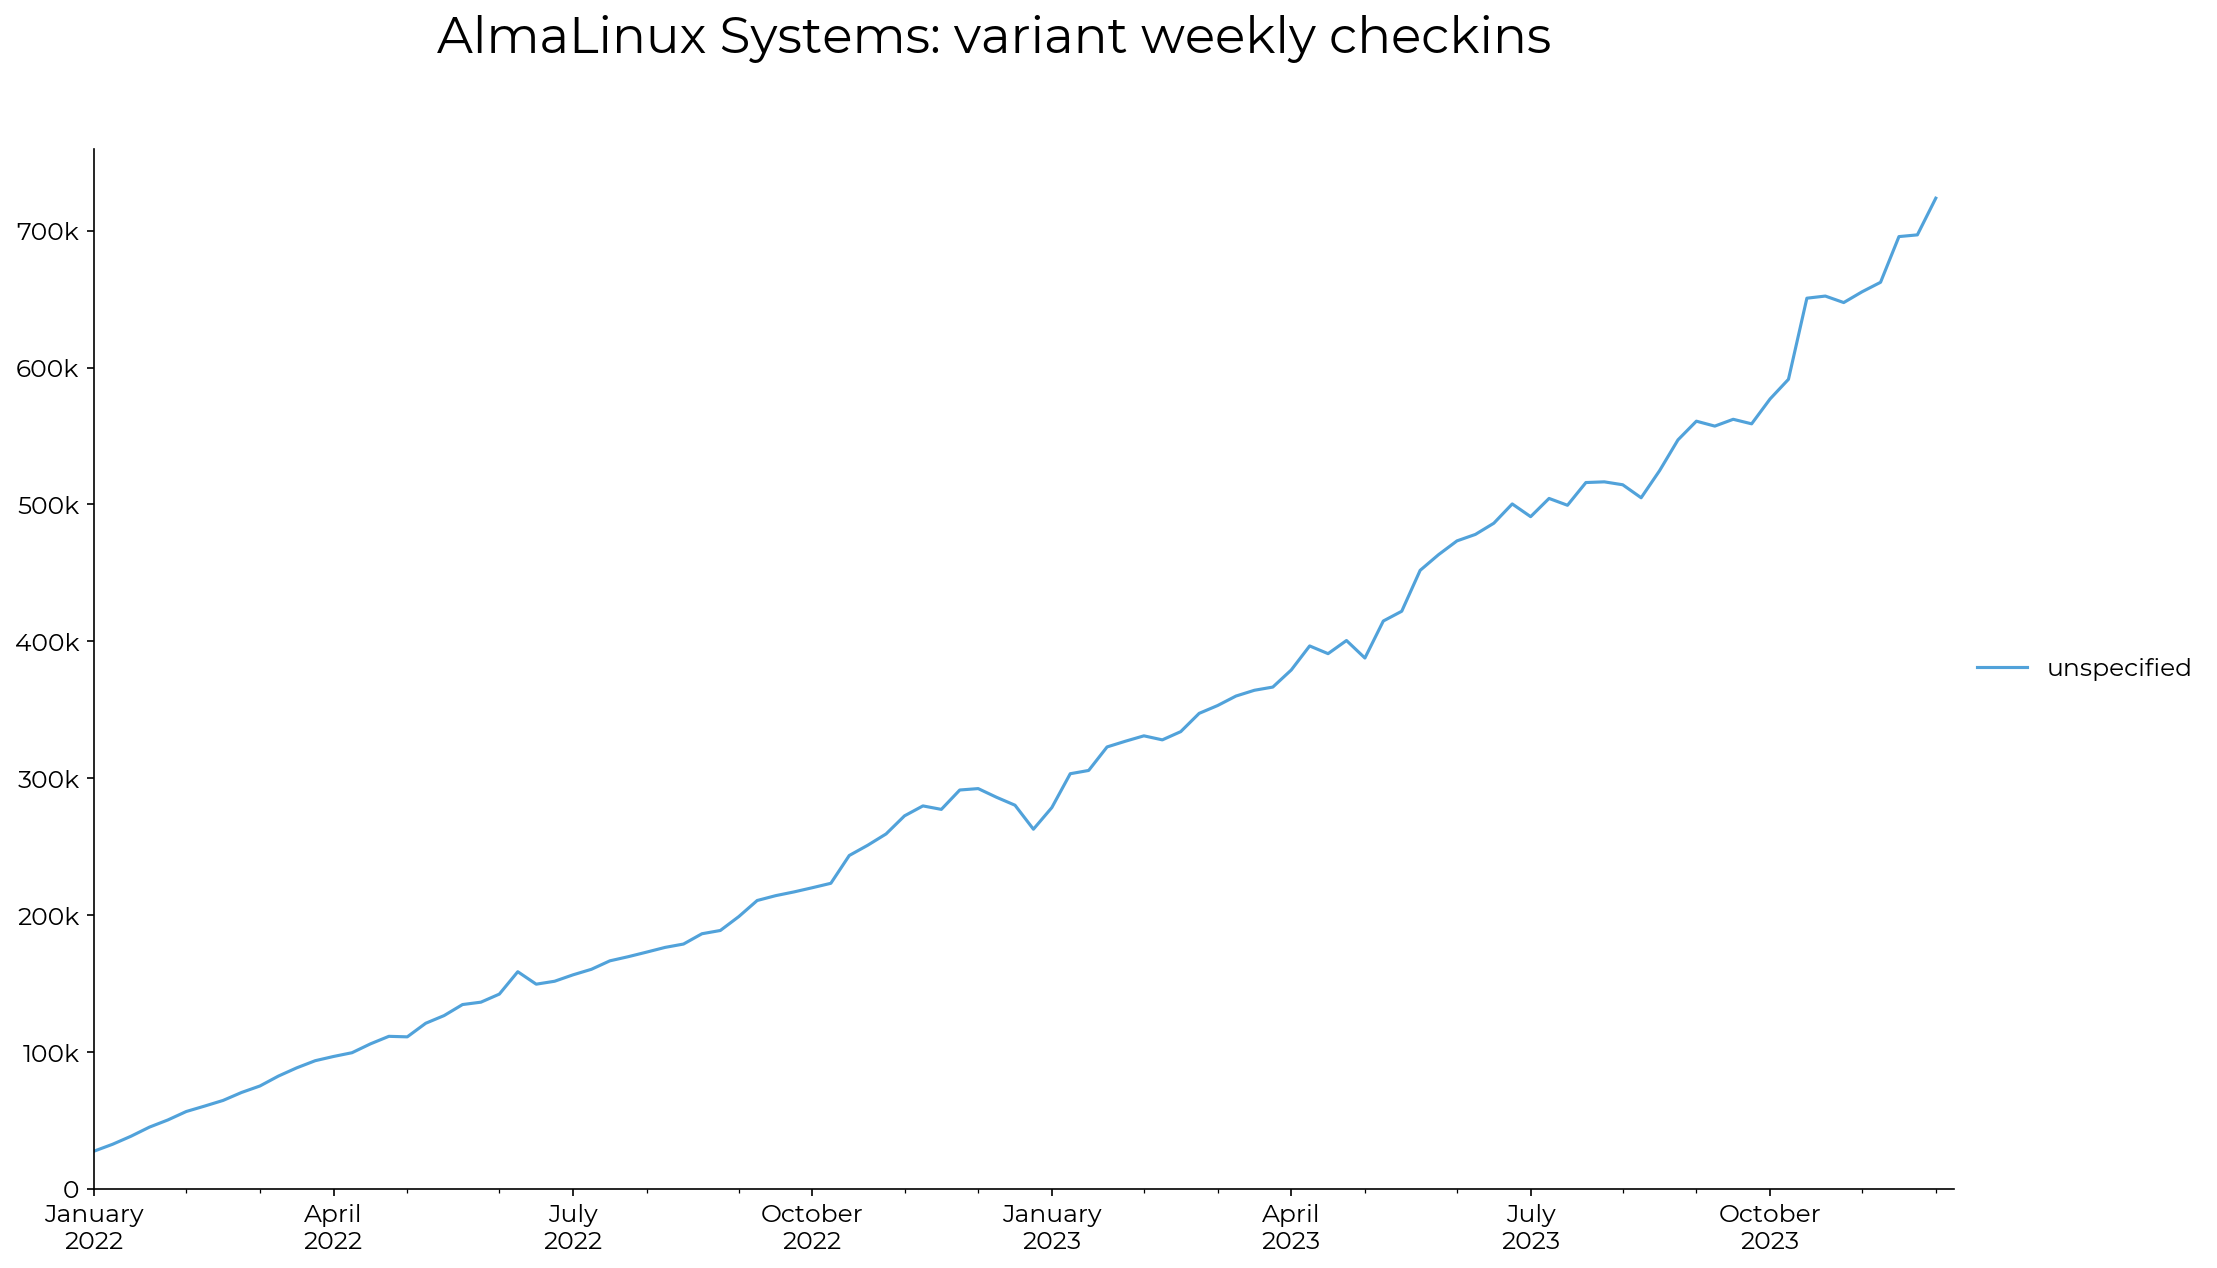 AlmaLinux Systems: variant weekly checkins
700k
600k
500k
400k
300k
200k
100k
0
unspecified
January
2022
April
2022
July
2022
October
2022
January
2023
April
2023
July
2023
October
2023